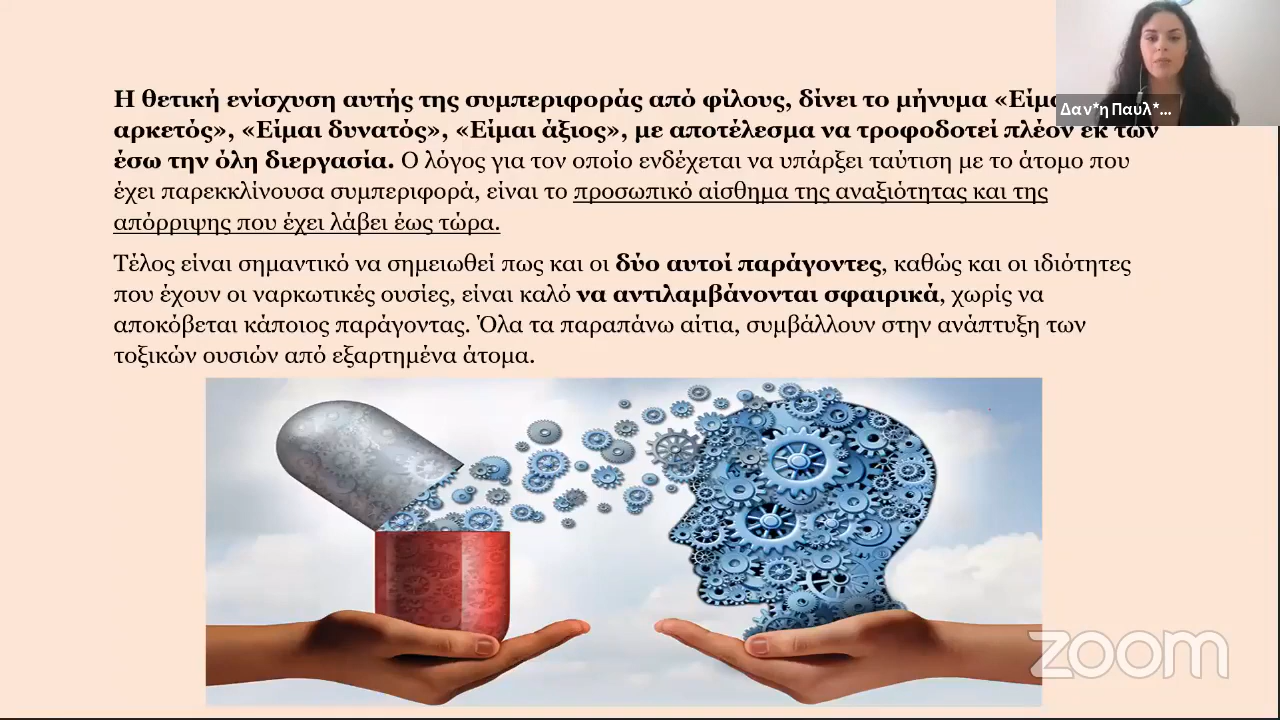 Η θετική ενίσχυση αυτής της συμπεριφοράς από φίλους, δίνει το μήνυμα «Είμαι
αρκετός», «Είμαι δυνατός», «Είμαι άξιος», με αποτέλεσμα να τροφοδοτεί πλέον εκ των
έσω την όλη διεργασία. Ο λόγος για τον οποίο ενδέχεται να υπάρξει ταύτιση με το άτομο που
έχει παρεκκλίνουσα συμπεριφορά, είναι το προσωπικό αίσθημα της αναξιότητας και της
απόρριψης που έχει λάβει έως τώρα.
Τέλος είναι σημαντικό να σημειωθεί πως και οι δύο αυτοί παράγοντες, καθώς και οι ιδιότητες
που έχουν οι ναρκωτικές ουσίες, είναι καλό να αντιλαμβάνονται σφαιρικά, χωρίς να
αποκόβεται κάποιος παράγοντας. Όλα τα παραπάνω αίτια, συμβάλλουν στην ανάπτυξη των
τοξικών ουσιών από εξαρτημένα άτομα.
Δαν*η Παυλ*...
zoom